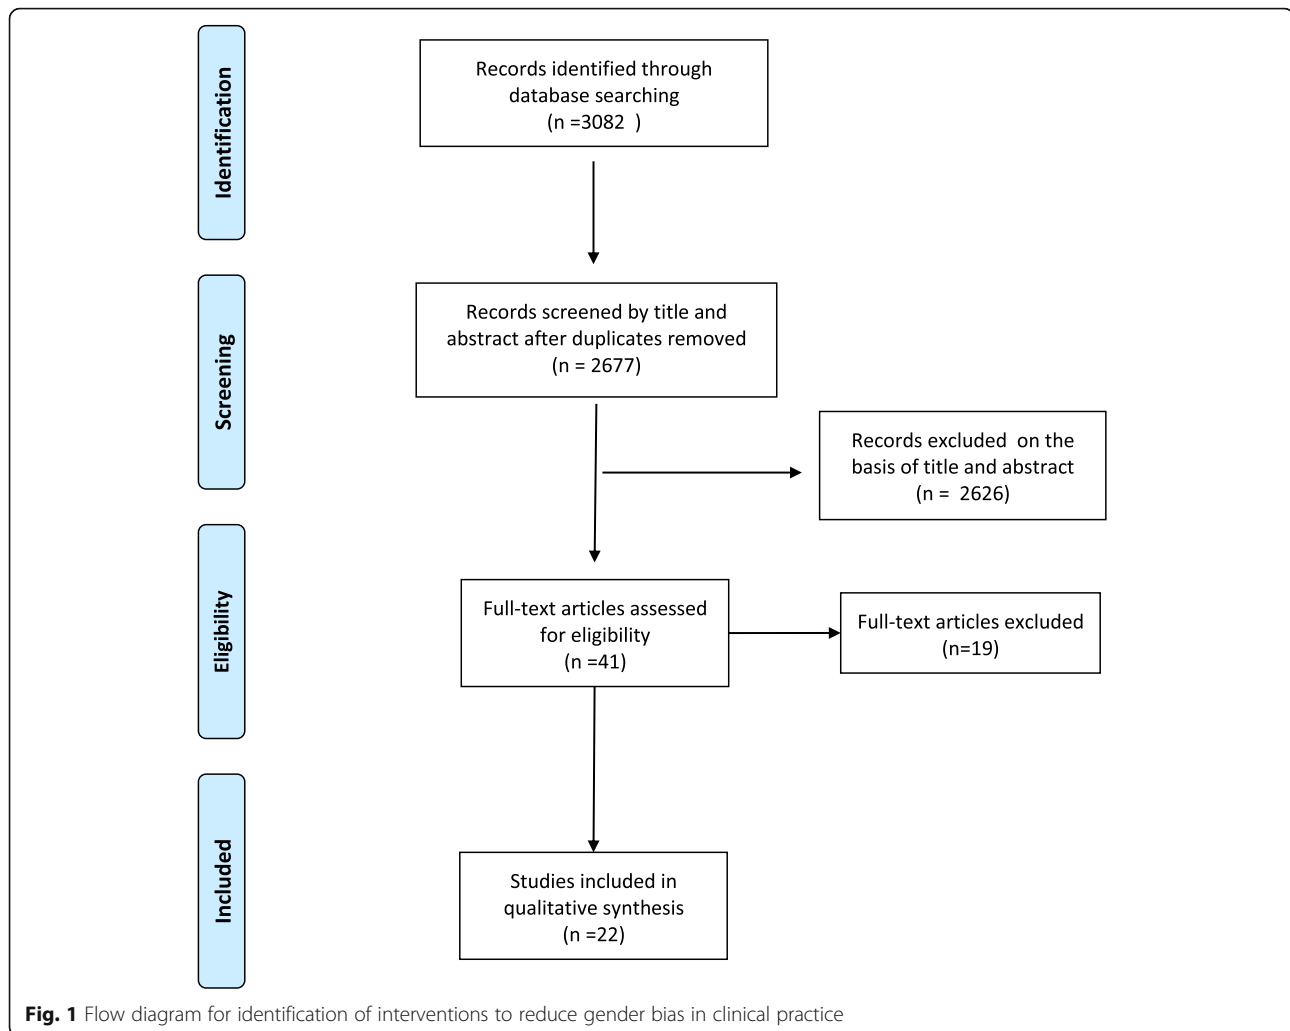 Identification
Records identified through
database searching
(n =3082  )
Screening
Records screened by title and
abstract after duplicates removed
(n = 2677)
Records excluded  on the
basis of title and abstract
(n =  2626)
Eligibility
Full-text articles assessed
for eligibility
(n =41)
Full-text articles excluded
(n=19)
Included
Studies included in
qualitative synthesis
(n =22)
Fig. 1 Flow diagram for identification of interventions to reduce gender bias in clinical practice